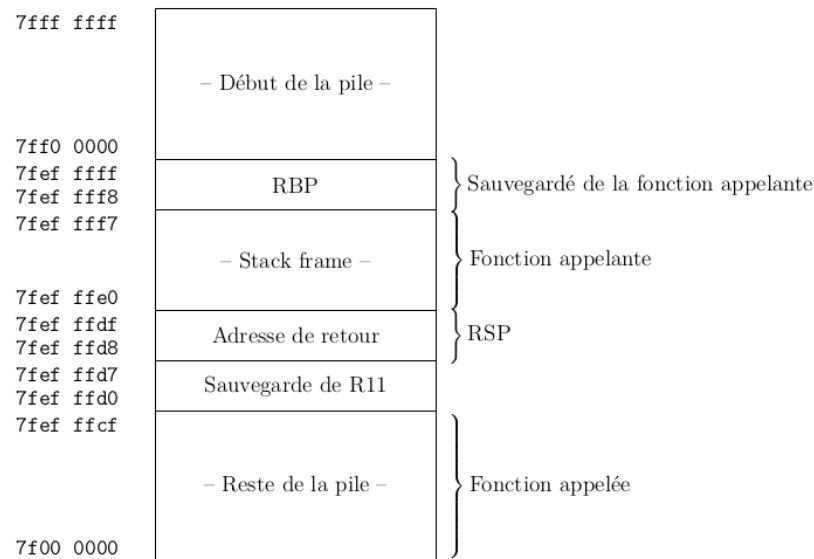 7fff ffff
– Début de la pile –
7ff0 0000
7fef ffff
RBP
Sauvegardé de la fonction appelante
7fef fff8
7fef fff7
– Stack frame –
Fonction appelante
7fef ffe0
7fef ffdf
Adresse de retour
RSP
7fef ffd8
7fef ffd7
Sauvegarde de R11
7fef ffd0
7fef ffcf
– Reste de la pile –
Fonction appelée
7f00 0000